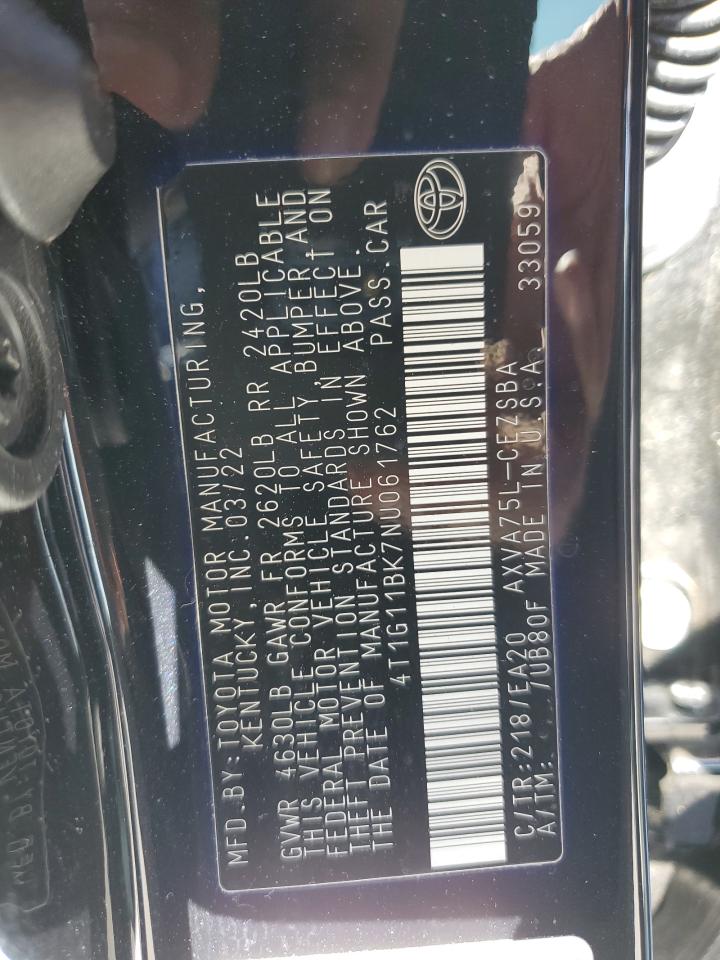 MFD.BY:TOYOTA MOTOR MANUFACTURING,
KENTUCKY, INC.03/22
GVWR 4630LB GAWR FR 2620LB RR 2420LB
THIS VEHICLE CONFORMS TO ALL APPLICABLE
FEDERAL MOTOR VEHICLE SAFETY, BUMPER, AND
THEFT PREVENTION STANDARDS IN EFFECT ON
THE DATE OF MANUFACTURE SHOWN ABOVE.
4T1G11BK7NU061762 PASS.CAR
C/TR:218/EA20 AXVA75L-CEZSBA 33059
A/TM: 7UB80F MADE IN U.S.A.